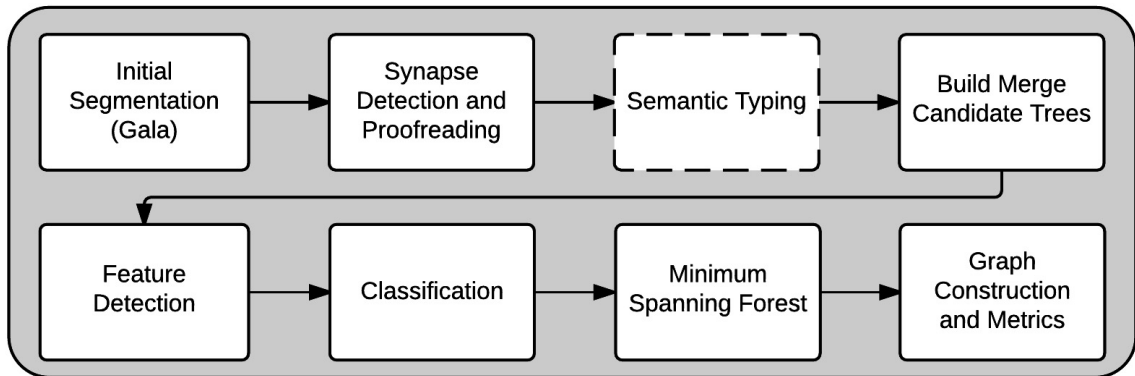 Initial
Segmentation
(Gala)
Synapse
Detection and
Proofreading
Semantic Typing
Build Merge
Candidate Trees
Feature
Detection
Classification
Minimum
Spanning Forest
Graph
Construction
and Metrics